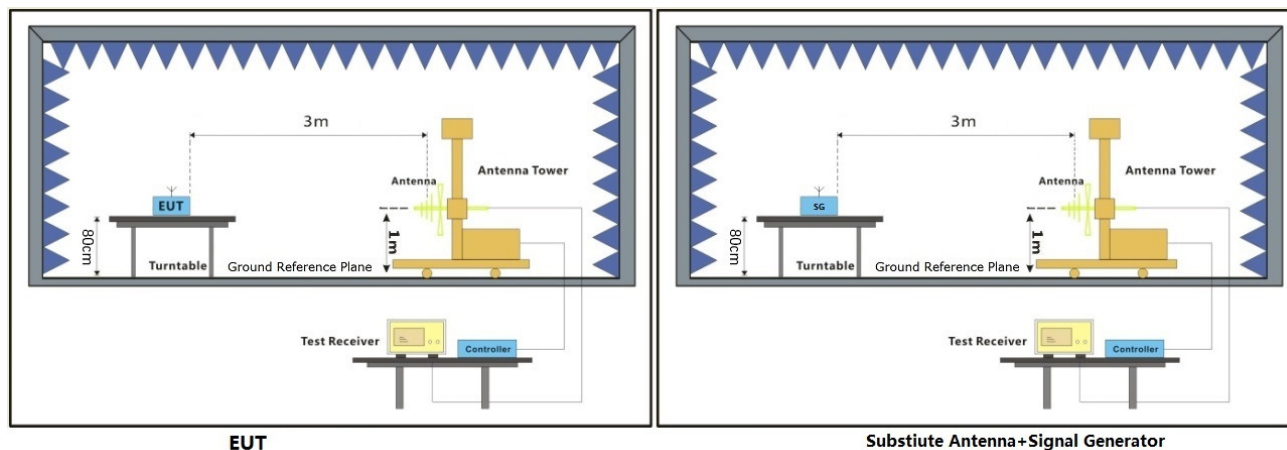 3m
Antenna
Antenna Tower
EUT
80cm
1m
Turntable
Ground Reference Plane
Test Receiver
Controller
EUT
3m
Antenna
Antenna Tower
SG
80cm
1m
Turntable
Ground Reference Plane
Test Receiver
Controller
Substiute Antenna+Signal Generator